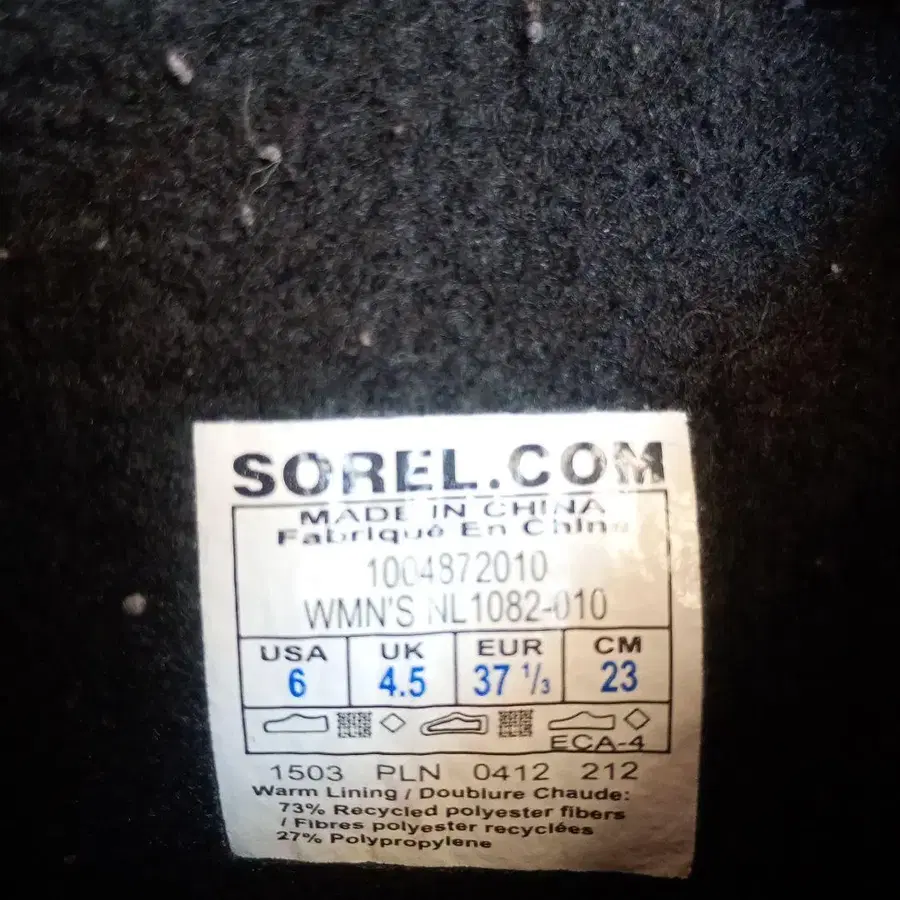 SOREL.COM
MADE IN CHINA
Fabriqué En Chine
1004872010
WMN'S NL1082-010
USA UK EUR CM
6 4.5 37 1/3 23
ECA-4
1503 PLN 0412 212
Warm Lining / Doublure Chaude:
73% Recycled polyester fibers
/ Fibres polyester recyclées
27% Polypropylene